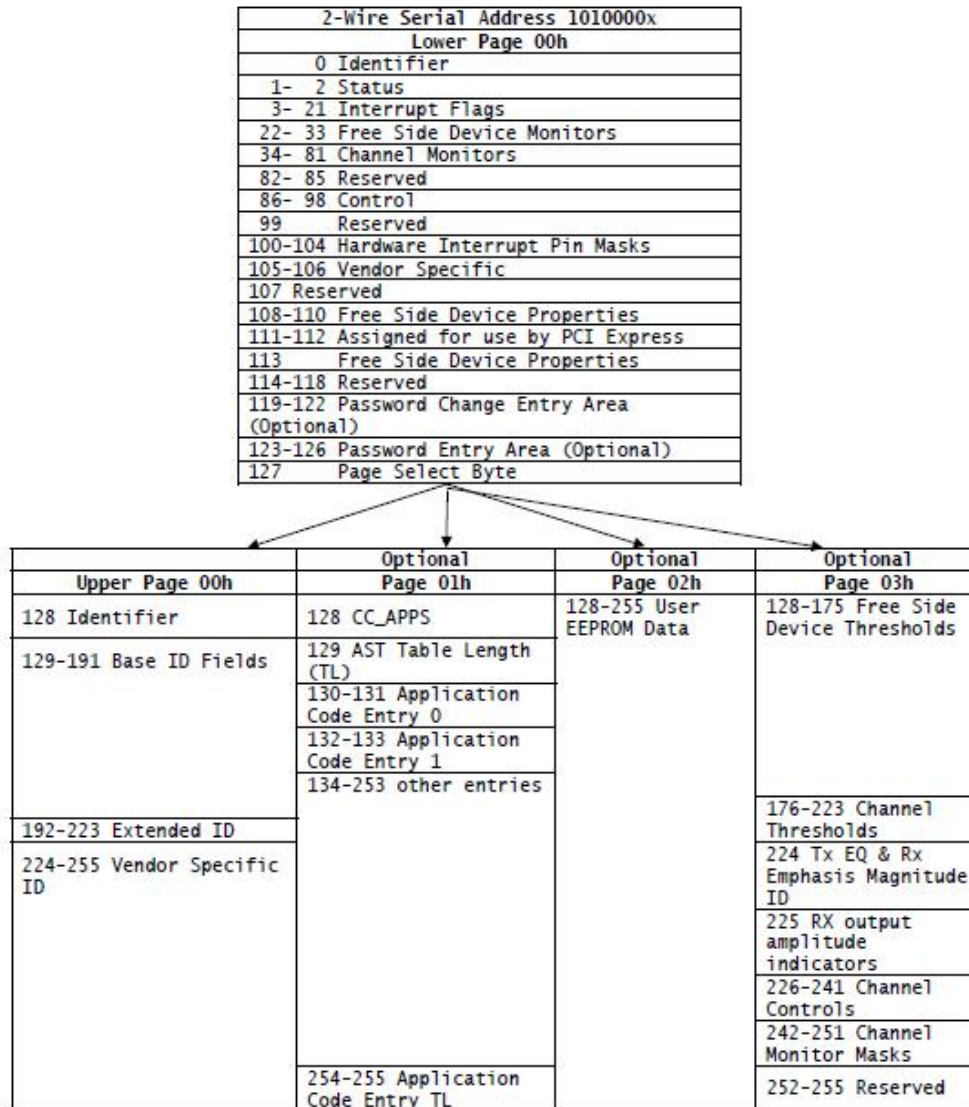 2-Wire Serial Address 1010000x
Lower Page 00h
0 Identifier
1- 2 Status
3- 21 Interrupt Flags
22- 33 Free Side Device Monitors
34- 81 Channel Monitors
82- 85 Reserved
86- 98 Control
99 Reserved
100-104 Hardware Interrupt Pin Masks
105-106 Vendor Specific
107 Reserved
108-110 Free Side Device Properties
111-112 Assigned for use by PCI Express
113 Free Side Device Properties
114-118 Reserved
119-122 Password Change Entry Area
(Optional)
123-126 Password Entry Area (Optional)
127 Page Select Byte
Upper Page 00h
128 Identifier
129-191 Base ID Fields
192-223 Extended ID
224-255 Vendor Specific
ID
Optional
Page 01h
128 CC_APPS
129 AST Table Length
(TL)
130-131 Application
Code Entry 0
132-133 Application
Code Entry 1
134-253 other entries
254-255 Application
Code Entry TL
Optional
Page 02h
128-255 User
EEPROM Data
Optional
Page 03h
128-175 Free Side
Device Thresholds
176-223 Channel
Thresholds
224 Tx EQ & Rx
Emphasis Magnitude
ID
225 RX output
amplitude
indicators
226-241 Channel
Controls
242-251 Channel
Monitor Masks
252-255 Reserved